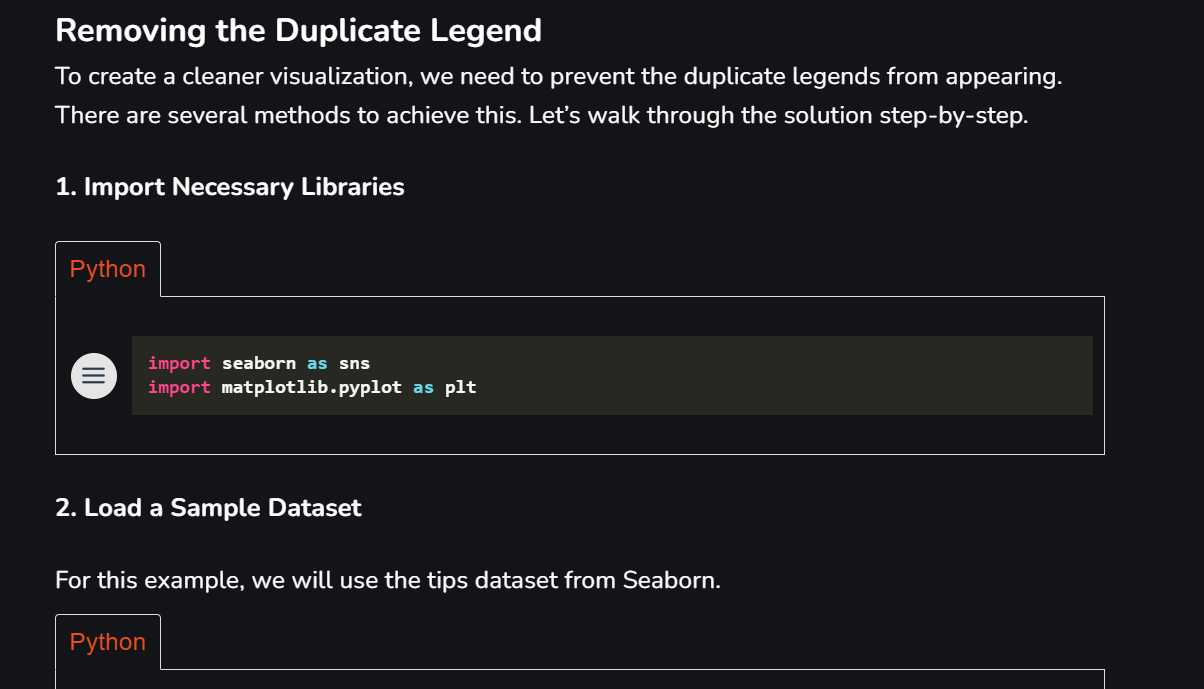 Removing the Duplicate Legend
To create a cleaner visualization, we need to prevent the duplicate legends from appearing.
There are several methods to achieve this. Let’s walk through the solution step-by-step.
1. Import Necessary Libraries
Python
import seaborn as sns
import matplotlib.pyplot as plt
2. Load a Sample Dataset
For this example, we will use the tips dataset from Seaborn.
Python